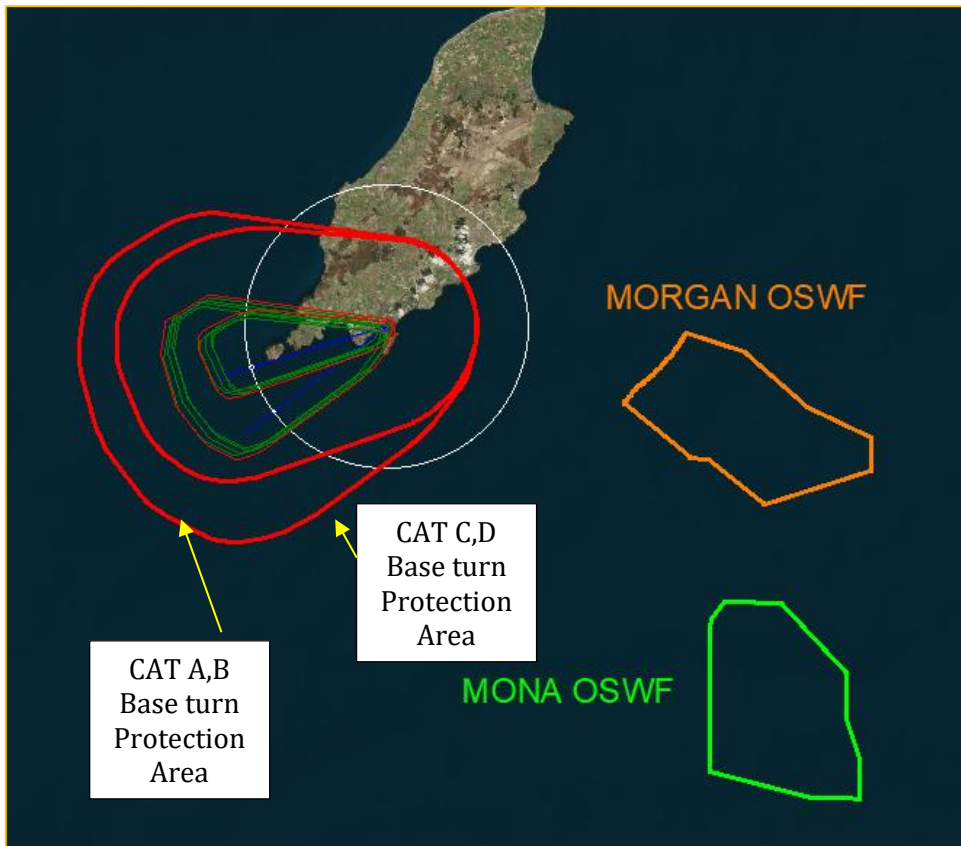 MORGAN OSWF
CAT C,D
Base turn
Protection
Area
CAT A,B
Base turn
Protection
Area
MONA OSWF